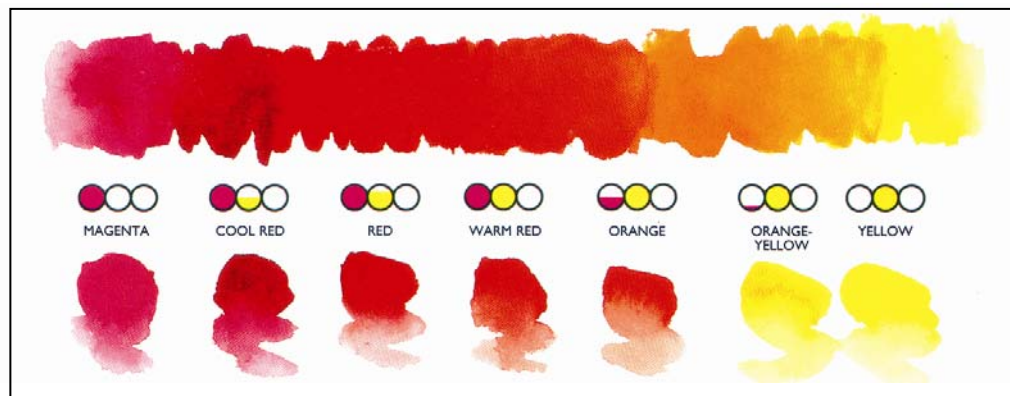 MAGENTA
COOL RED
RED
WARM RED
ORANGE
ORANGE-
YELLOW
YELLOW